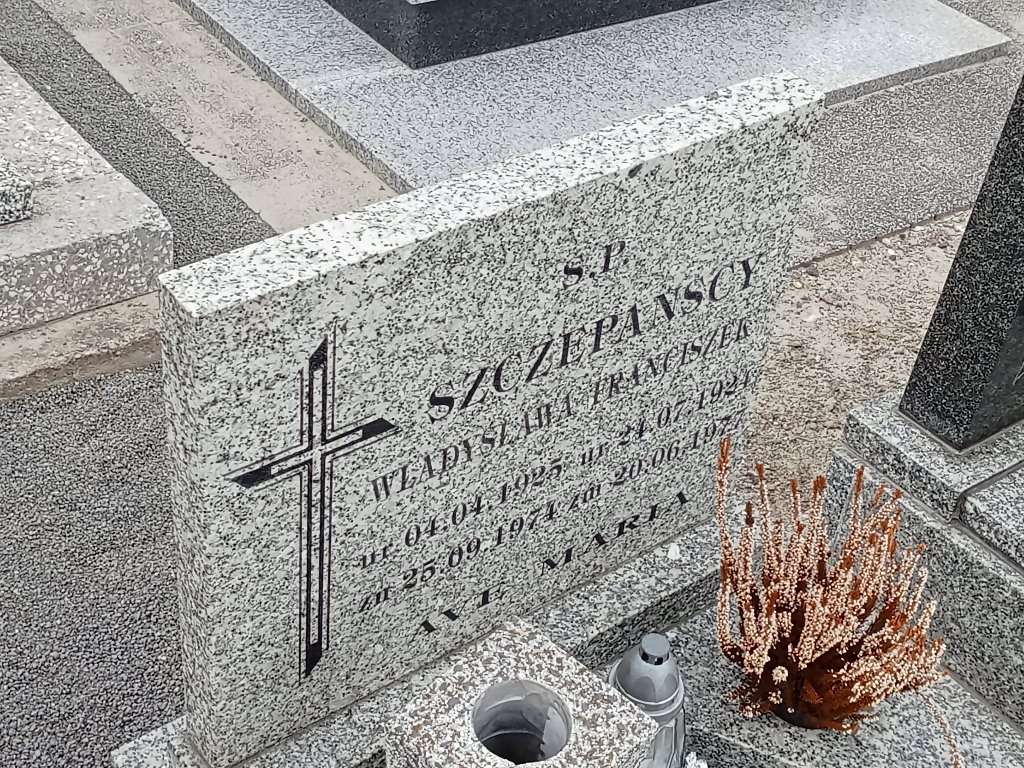 S.P
SZCZEPAŃSCY
WŁADYSŁAWA FRANCISZEK
ur. 04.04.1925 ur 24.07.1924
zm 25.09.1974 zm 20.06.1977
AVE MARIA